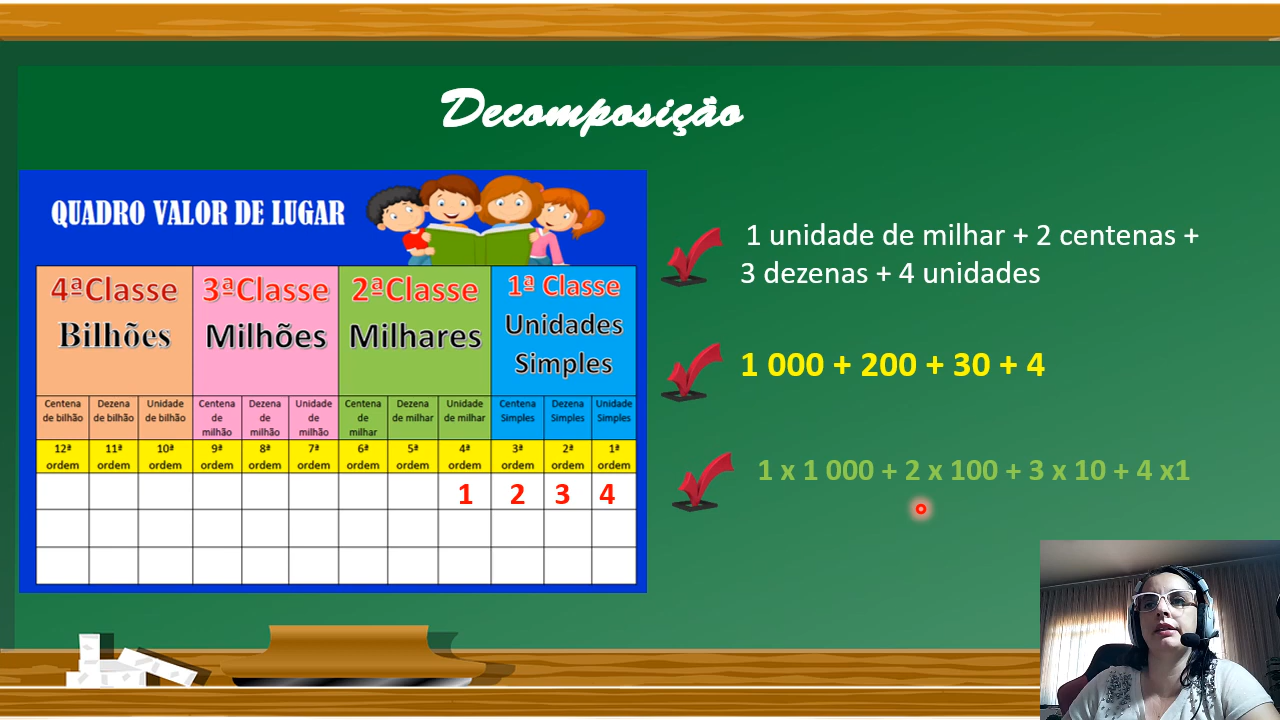 Decomposição
QUADRO VALOR DE LUGAR
4ªClasse 3ªClasse 2ªClasse 1ª Classe
Bilhões Milhões Milhares Unidades
Simples
Centena Dezena Unidade Centena Dezena Unidade Centena Dezena Unidade Centena Dezena Unidade
de bilhão de bilhão de bilhão de de de de de milhar de milhar Simples Simples Simples
milhão milhão milhão milhar
12ª 11ª 10ª 9ª 8ª 7ª 6ª 5ª 4ª 3ª 2ª 1ª
ordem ordem ordem ordem ordem ordem ordem ordem ordem ordem ordem ordem
1 2 3 4
1 unidade de milhar + 2 centenas +
3 dezenas + 4 unidades
1 000 + 200 + 30 + 4
1 x 1 000 + 2 x 100 + 3 x 10 + 4 x1